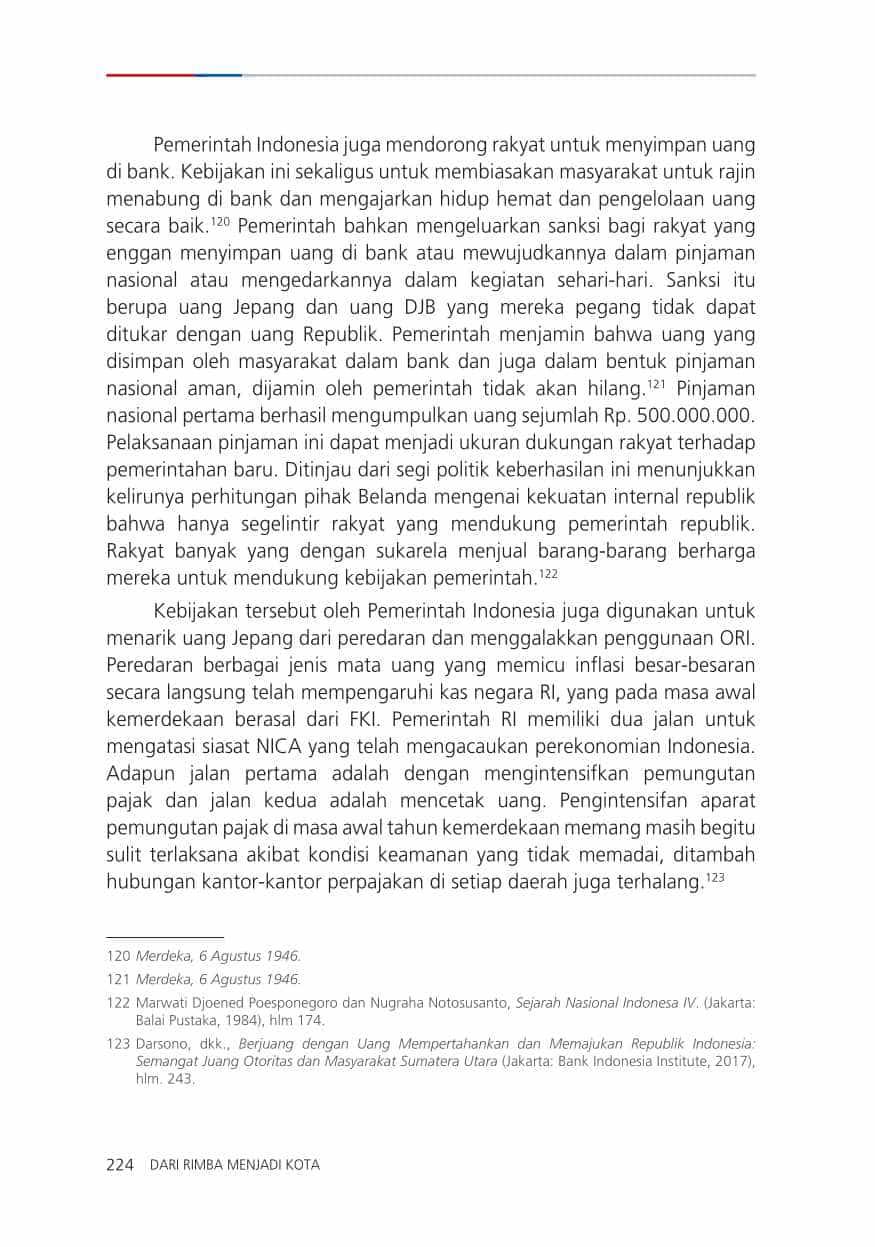 Pemerintah Indonesia juga mendorong rakyat untuk menyimpan uang
di bank. Kebijakan ini sekaligus untuk membiasakan masyarakat untuk rajin
menabung di bank dan mengajarkan hidup hemat dan pengelolaan uang
secara baik.120 Pemerintah bahkan mengeluarkan sanksi bagi rakyat yang
enggan menyimpan uang di bank atau mewujudkannya dalam pinjaman
nasional atau mengedarkannya dalam kegiatan sehari-hari. Sanksi itu
berupa uang Jepang dan uang DJB yang mereka pegang tidak dapat
ditukar dengan uang Republik. Pemerintah menjamin bahwa uang yang
disimpan oleh masyarakat dalam bank dan juga dalam bentuk pinjaman
nasional aman, dijamin oleh pemerintah tidak akan hilang.121 Pinjaman
nasional pertama berhasil mengumpulkan uang sejumlah Rp. 500.000.000.
Pelaksanaan pinjaman ini dapat menjadi ukuran dukungan rakyat terhadap
pemerintahan baru. Ditinjau dari segi politik keberhasilan ini menunjukkan
kelirunya perhitungan pihak Belanda mengenai kekuatan internal republik
bahwa hanya segelintir rakyat yang mendukung pemerintah republik.
Rakyat banyak yang dengan sukarela menjual barang-barang berharga
mereka untuk mendukung kebijakan pemerintah.122
Kebijakan tersebut oleh Pemerintah Indonesia juga digunakan untuk
menarik uang Jepang dari peredaran dan menggalakkan penggunaan ORI.
Peredaran berbagai jenis mata uang yang memicu inflasi besar-besaran
secara langsung telah mempengaruhi kas negara RI, yang pada masa awal
kemerdekaan berasal dari FKI. Pemerintah RI memiliki dua jalan untuk
mengatasi siasat NICA yang telah mengacaukan perekonomian Indonesia.
Adapun jalan pertama adalah dengan mengintensifkan pemungutan
pajak dan jalan kedua adalah mencetak uang. Pengintensifan aparat
pemungutan pajak di masa awal tahun kemerdekaan memang masih begitu
sulit terlaksana akibat kondisi keamanan yang tidak memadai, ditambah
hubungan kantor-kantor perpajakan di setiap daerah juga terhalang.123
120 Merdeka, 6 Agustus 1946.
121 Merdeka, 6 Agustus 1946.
122 Marwati Djoened Poesponegoro dan Nugraha Notosusanto, Sejarah Nasional Indonesa IV. (Jakarta:
Balai Pustaka, 1984), hlm 174.
123 Darsono, dkk., Berjuang dengan Uang Mempertahankan dan Memajukan Republik Indonesia:
Semangat Juang Otoritas dan Masyarakat Sumatera Utara (Jakarta: Bank Indonesia Institute, 2017),
hlm. 243.
224 DARI RIMBA MENJADI KOTA